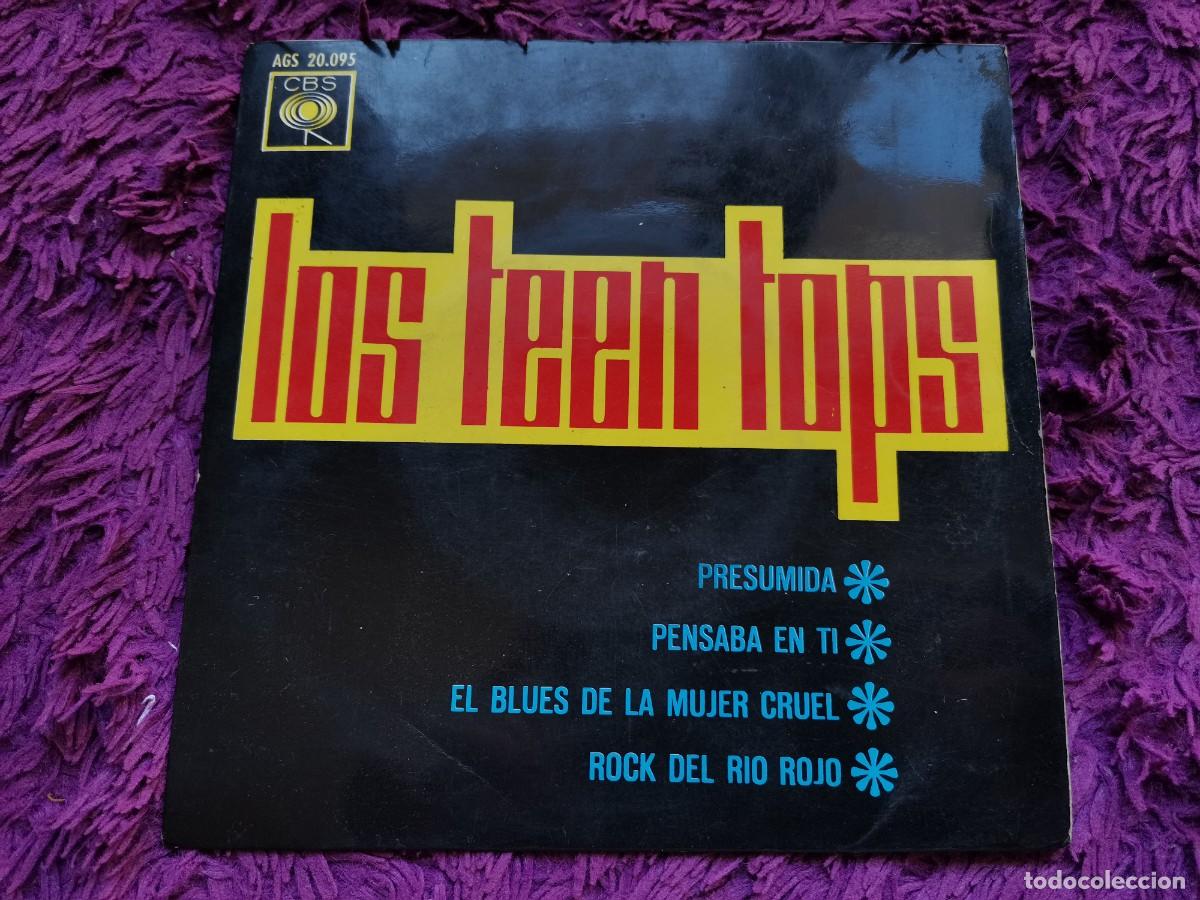 AGS 20.095
CBS
los teen tops
PRESUMIDA
PENSABA EN TI
EL BLUES DE LA MUJER CRUEL
ROCK DEL RIO ROJO
todocoleccion